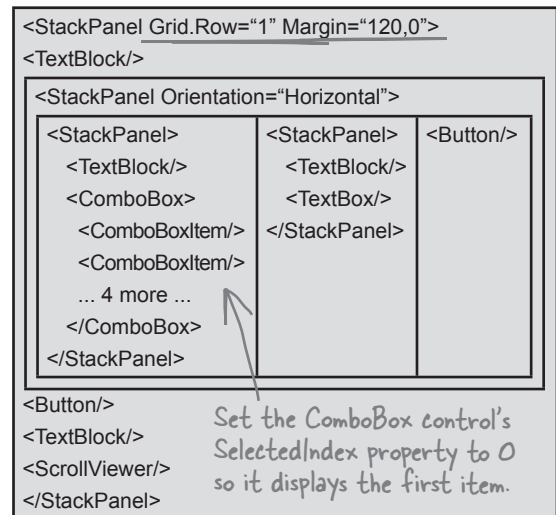 <StackPanel Grid.Row=“1” Margin=“120,0”>
<TextBlock/>
<StackPanel Orientation=“Horizontal”>
<StackPanel>
<TextBlock/>
<ComboBox>
<ComboBoxItem/>
<ComboBoxItem/>
... 4 more ...
</ComboBox>
</StackPanel>
<StackPanel>
<TextBlock/>
<TextBox/>
</StackPanel>
<Button/>
<Button/>
<TextBlock/>
<ScrollViewer/>
</StackPanel>
Set the ComboBox control's
SelectedIndex property to 0
so it displays the first item.